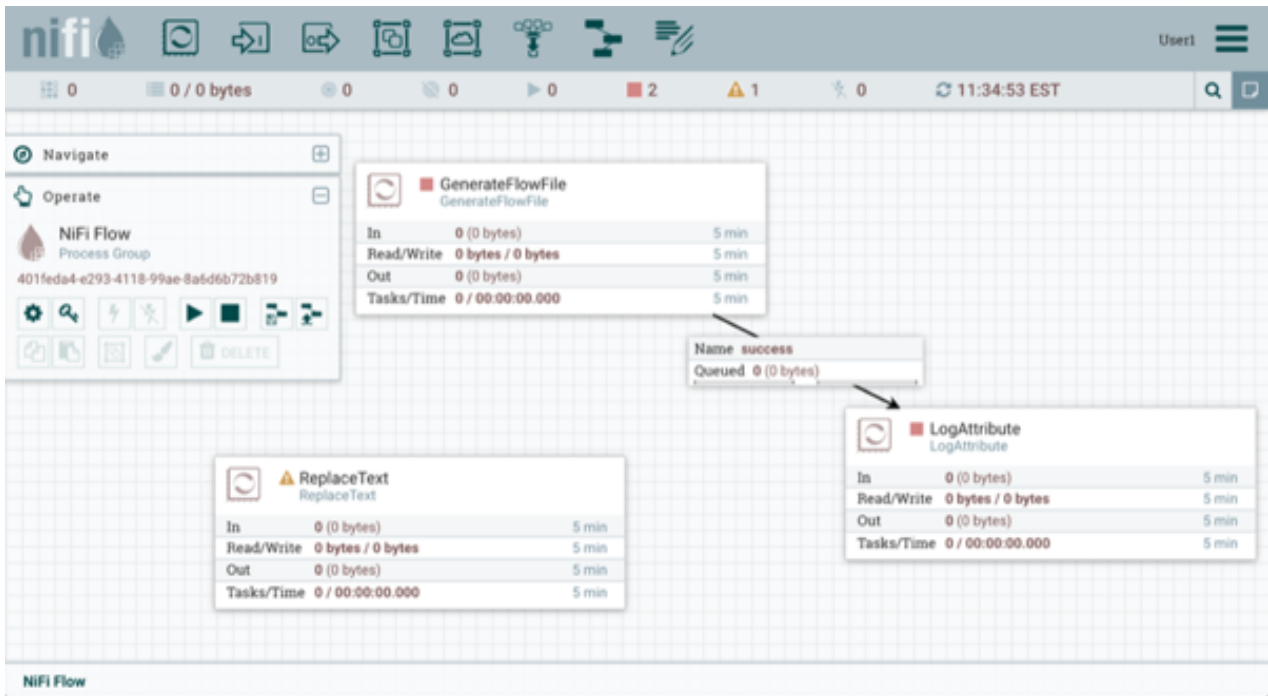 nifi
User1
0 0 / 0 bytes 0 0 0 2 1 0 11:34:53 EST
Navigate
Operate
NiFi Flow
Process Group
401feda4-e293-4118-99ae-8a6d6b72b819
DELETE
GenerateFlowFile
GenerateFlowFile
In 0 (0 bytes) 5 min
Read/Write 0 bytes / 0 bytes 5 min
Out 0 (0 bytes) 5 min
Tasks/Time 0 / 00:00:00.000 5 min
Name success
Queued 0 (0 bytes)
LogAttribute
LogAttribute
In 0 (0 bytes) 5 min
Read/Write 0 bytes / 0 bytes 5 min
Out 0 (0 bytes) 5 min
Tasks/Time 0 / 00:00:00.000 5 min
ReplaceText
ReplaceText
In 0 (0 bytes) 5 min
Read/Write 0 bytes / 0 bytes 5 min
Out 0 (0 bytes) 5 min
Tasks/Time 0 / 00:00:00.000 5 min
NiFi Flow